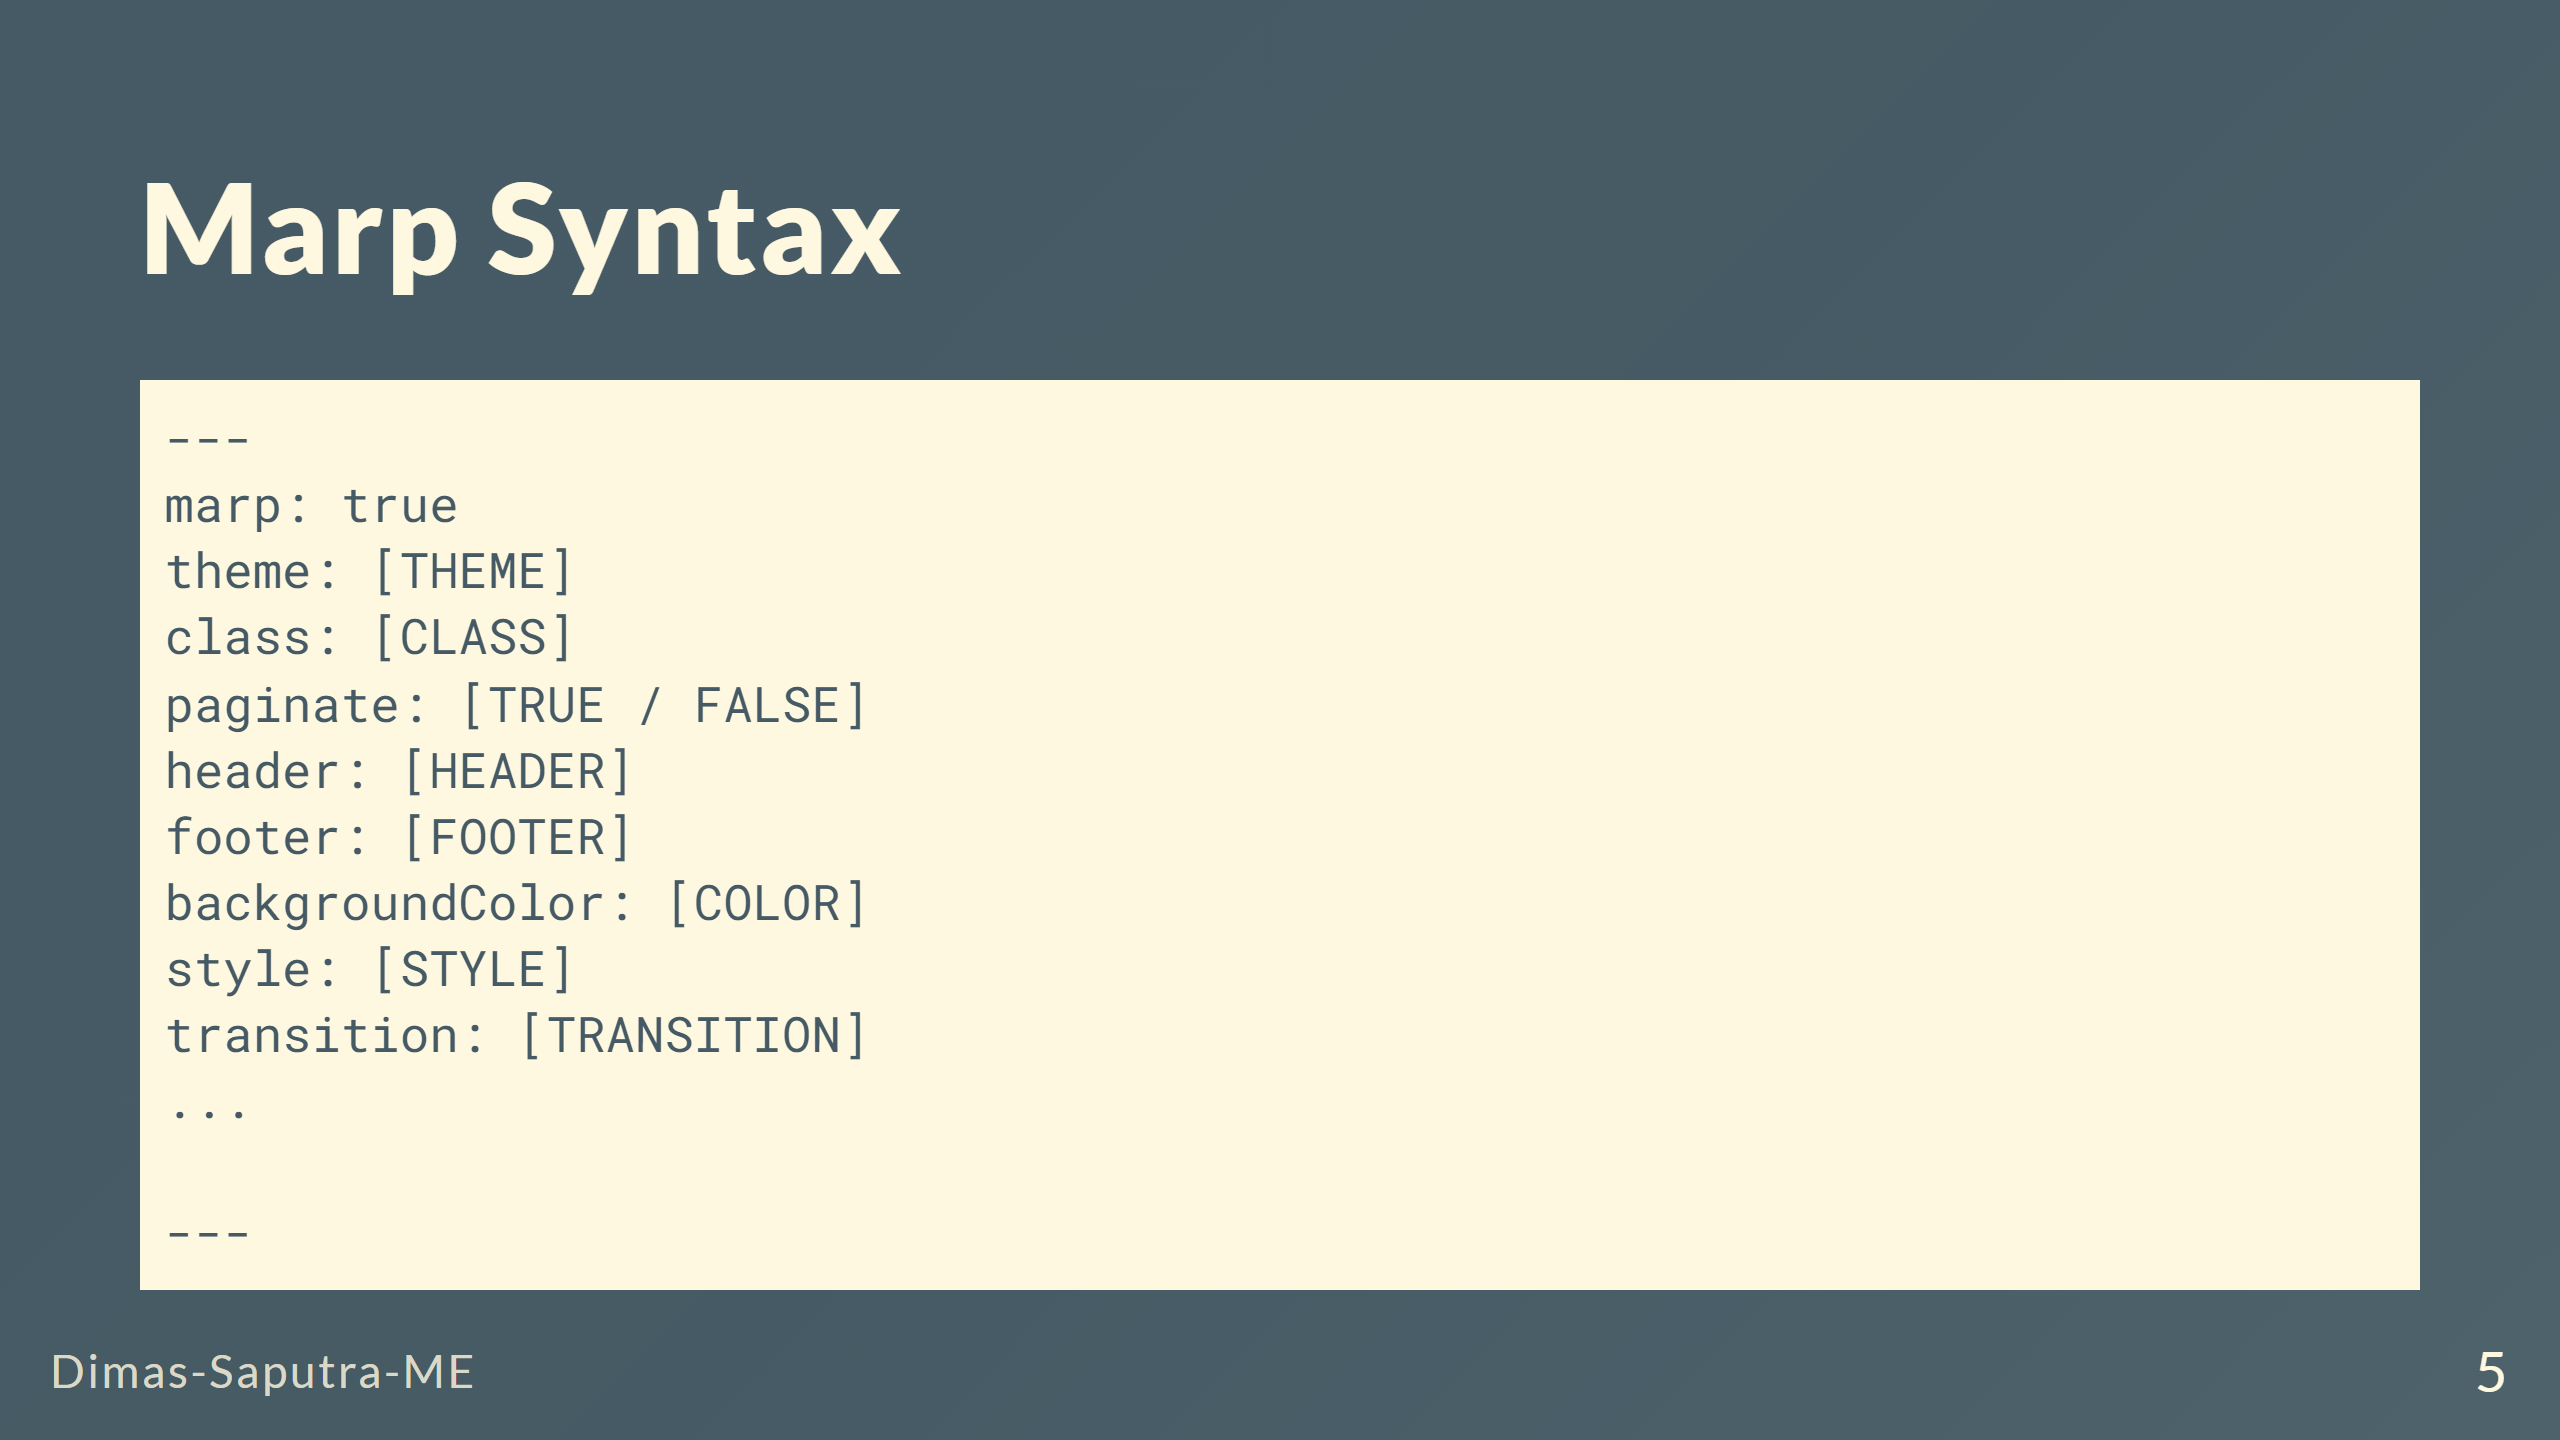 Marp Syntax
---
marp: true
theme: [THEME]
class: [CLASS]
paginate: [TRUE / FALSE]
header: [HEADER]
footer: [FOOTER]
backgroundColor: [COLOR]
style: [STYLE]
transition: [TRANSITION]
...
---
Dimas-Saputra-ME
5